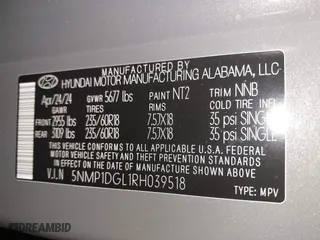 MANUFACTURED BY
HYUNDAI MOTOR MANUFACTURING ALABAMA, LLC
Apr/24/24 GVWR 5677 lbs PAINT NT2 TRIM NNB
GAWR TIRES RIMS COLD TIRE INFL.
FRONT 2955 lbs 235/60R18 7.5JX18 35 psi SINGLE
REAR 3109 lbs 235/60R18 7.5JX18 35 psi SINGLE
THIS VEHICLE CONFORMS TO ALL APPLICABLE
U.S. FEDERAL MOTOR VEHICLE SAFETY AND
THEFT PREVENTION STANDARDS IN EFFECT ON
THE DATE OF MANUFACTURE SHOWN ABOVE.
V.I.N 5NMP1DGL1RH039518 TYPE: MPV
STATDREAMBID